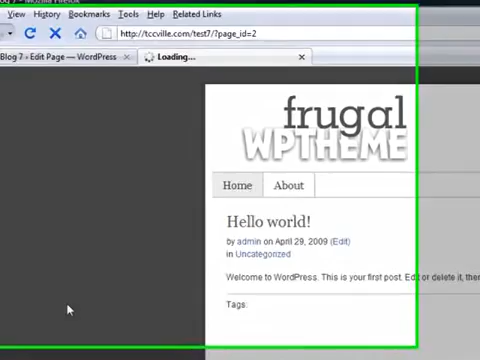 Mozilla Firefox
View History Bookmarks Tools Help Related Links
http://tccville.com/test7/?page_id=2
Blog 7 › Edit Page — WordPress Loading...
frugal
WPTHEME
Home About
Hello world!
by admin on April 29, 2009 (Edit)
in Uncategorized
Welcome to WordPress. This is your first post. Edit or delete it, then
Tags: